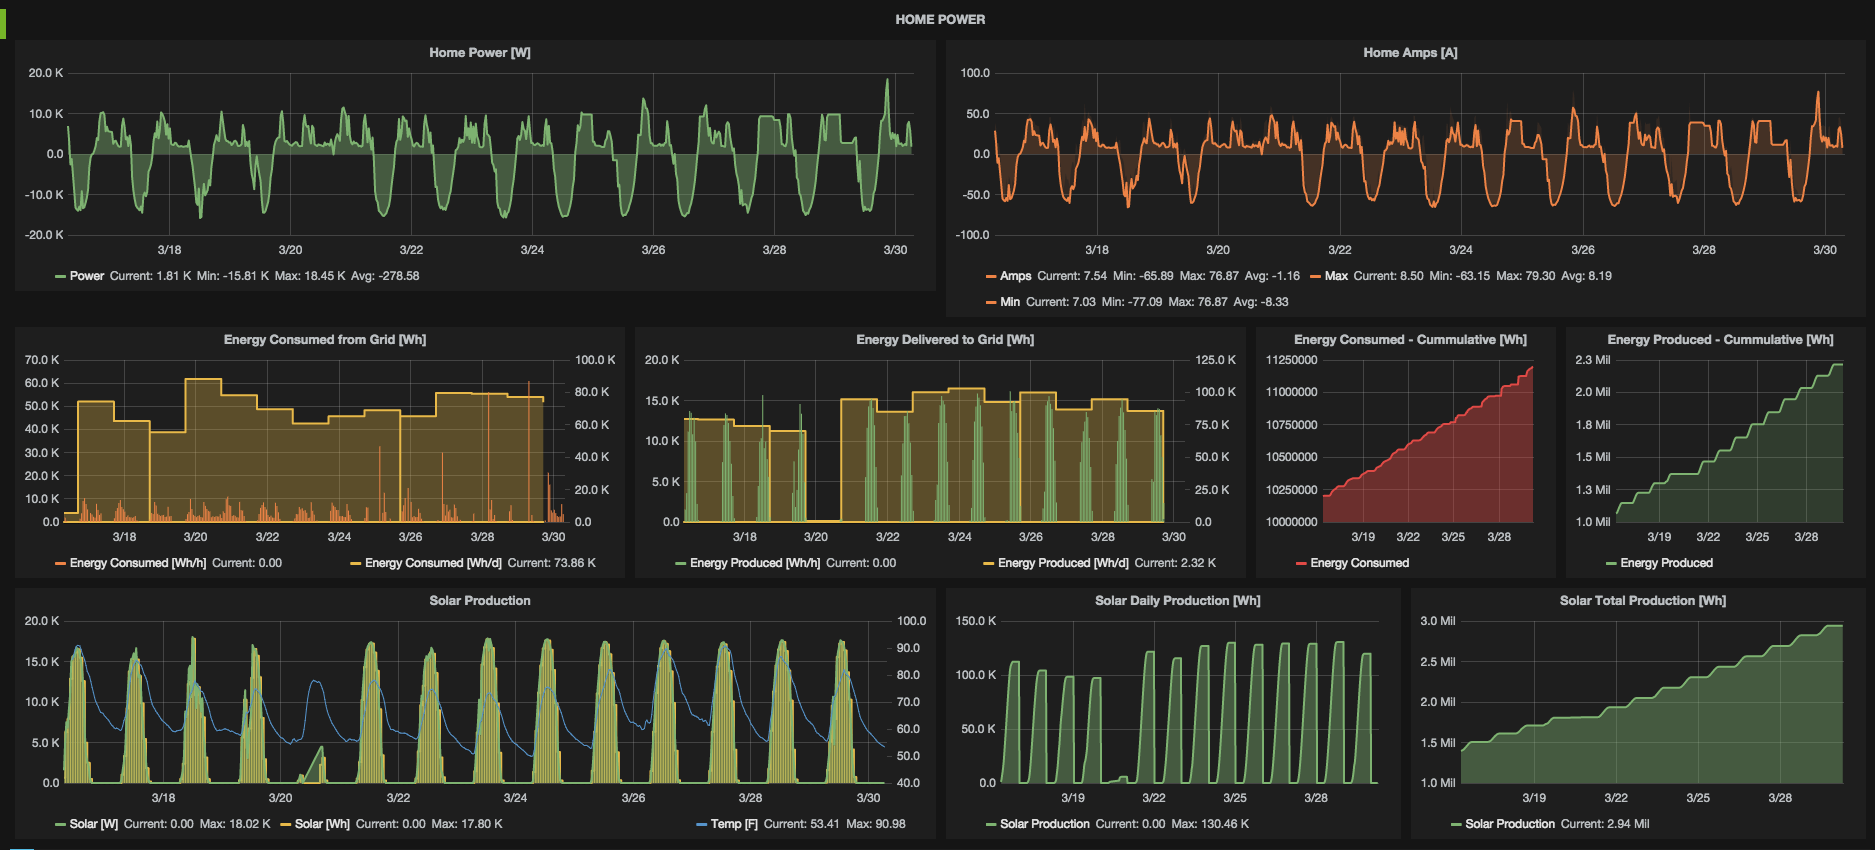 HOME POWER
Home Power [W]
20.0 K
10.0 K
0.0
-10.0 K
-20.0 K
3/18 3/20 3/22 3/24 3/26 3/28 3/30
Power Current: 1.81 K Min: -15.81 K Max: 18.45 K Avg: -278.58
Home Amps [A]
100.0
50.0
0.0
-50.0
-100.0
3/18 3/20 3/22 3/24 3/26 3/28 3/30
Amps Current: 7.54 Min: -65.89 Max: 76.87 Avg: -1.16 Max Current: 8.50 Min: -63.15 Max: 79.30 Avg: 8.19
Min Current: 7.03 Min: -77.09 Max: 76.87 Avg: -8.33
Energy Consumed from Grid [Wh]
70.0 K 100.0 K
60.0 K 80.0 K
50.0 K 60.0 K
40.0 K 40.0 K
30.0 K 20.0 K
20.0 K 0.0
10.0 K
0.0
3/18 3/20 3/22 3/24 3/26 3/28 3/30
Energy Consumed [Wh/h] Current: 0.00 Energy Consumed [Wh/d] Current: 73.86 K
Energy Delivered to Grid [Wh]
20.0 K 125.0 K
15.0 K 100.0 K
10.0 K 75.0 K
5.0 K 50.0 K
0.0 25.0 K
0.0
3/18 3/20 3/22 3/24 3/26 3/28 3/30
Energy Produced [Wh/h] Current: 0.00 Energy Produced [Wh/d] Current: 2.32 K
Energy Consumed - Cummulative [Wh]
11250000
11000000
10750000
10500000
10250000
10000000
3/19 3/22 3/25 3/28
Energy Consumed
Energy Produced - Cummulative [Wh]
2.3 Mil
2.0 Mil
1.8 Mil
1.5 Mil
1.3 Mil
1.0 Mil
3/19 3/22 3/25 3/28
Energy Produced
Solar Production
20.0 K 100.0
15.0 K 90.0
10.0 K 80.0
5.0 K 70.0
0.0 60.0
50.0
40.0
3/18 3/20 3/22 3/24 3/26 3/28 3/30
Solar [W] Current: 0.00 Max: 18.02 K Solar [Wh] Current: 0.00 Max: 17.80 K Temp [F] Current: 53.41 Max: 90.98
Solar Daily Production [Wh]
150.0 K
100.0 K
50.0 K
0.0
3/19 3/22 3/25 3/28
Solar Production Current: 0.00 Max: 130.46 K
Solar Total Production [Wh]
3.0 Mil
2.5 Mil
2.0 Mil
1.5 Mil
1.0 Mil
3/19 3/22 3/25 3/28
Solar Production Current: 2.94 Mil